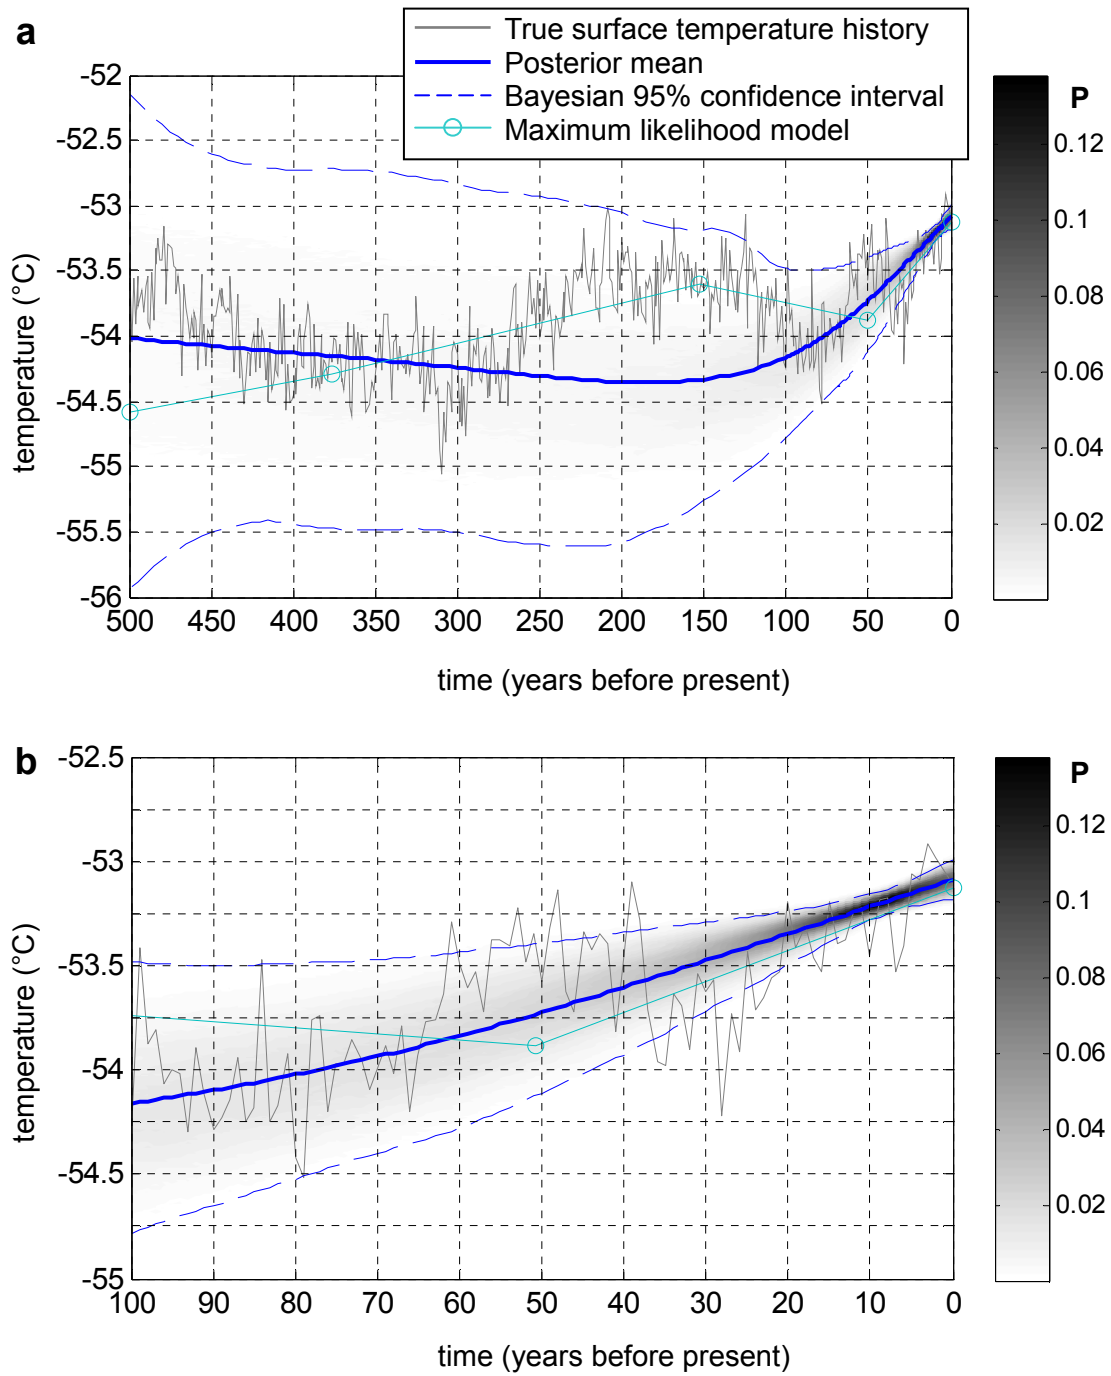 a
True surface temperature history
Posterior mean
Bayesian 95% confidence interval
Maximum likelihood model
-52
-52.5
-53
-53.5
-54
-54.5
-55
-55.5
-56
temperature (°C)
500 450 400 350 300 250 200 150 100 50 0
time (years before present)
P
0.12
0.1
0.08
0.06
0.04
0.02
b
-52.5
-53
-53.5
-54
-54.5
-55
temperature (°C)
100 90 80 70 60 50 40 30 20 10 0
time (years before present)
P
0.12
0.1
0.08
0.06
0.04
0.02